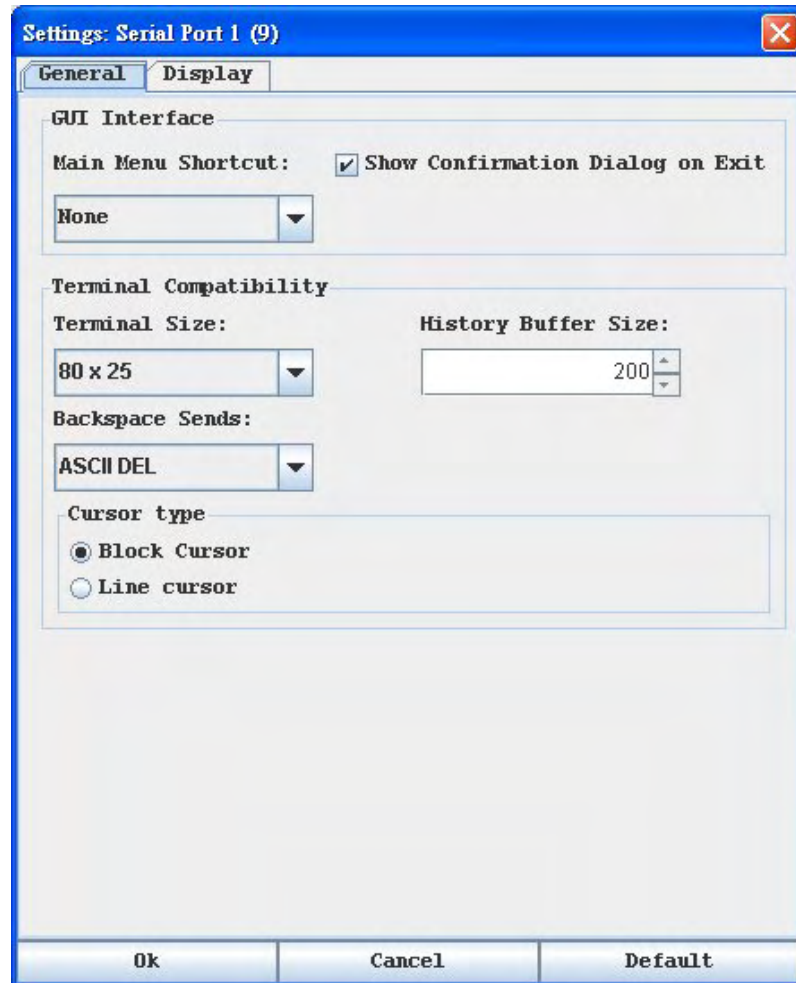 Settings: Serial Port 1 (9)
General Display
GUI Interface
Main Menu Shortcut: Show Confirmation Dialog on Exit
None
Terminal Compatibility
Terminal Size: History Buffer Size:
80 x 25 200
Backspace Sends:
ASCII DEL
Cursor type
Block Cursor
Line cursor
Ok Cancel Default